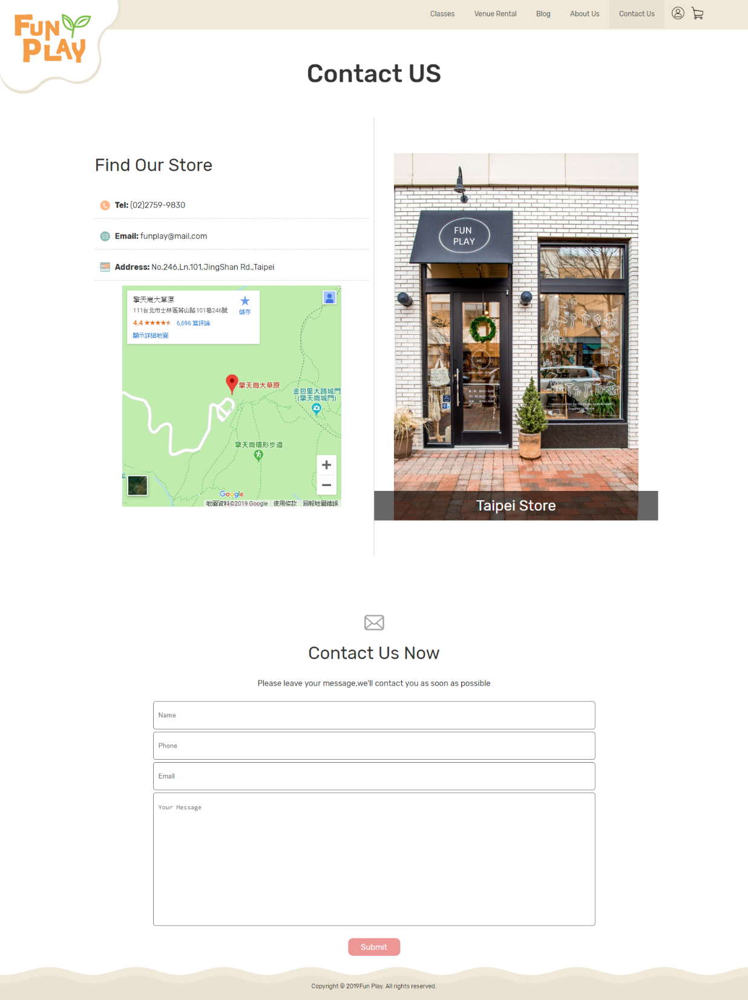 FUN
PLAY
Classes
Venue Rental
Blog
About Us
Contact Us
Contact US
Find Our Store
Tel: (02)2759-9830
Email: funplay@mail.com
Address: No.246,Ln.101,JingShan Rd.,Taipei
擎天崗大草原
111台北市士林區菁山路101巷246號
4.4
6,696 篇評論
顯示詳細地圖
儲存
擎天崗大草原
金包里大路城門
(擎天崗城門)
擎天崗環形步道
Google
地圖資料©2019 Google
使用條款
回報地圖錯誤
FUN
PLAY
Taipei Store
Contact Us Now
Please leave your message,we'll contact you as soon as possible
Name
Phone
Email
Your Message
Submit
Copyright © 2019Fun Play. All rights reserved.